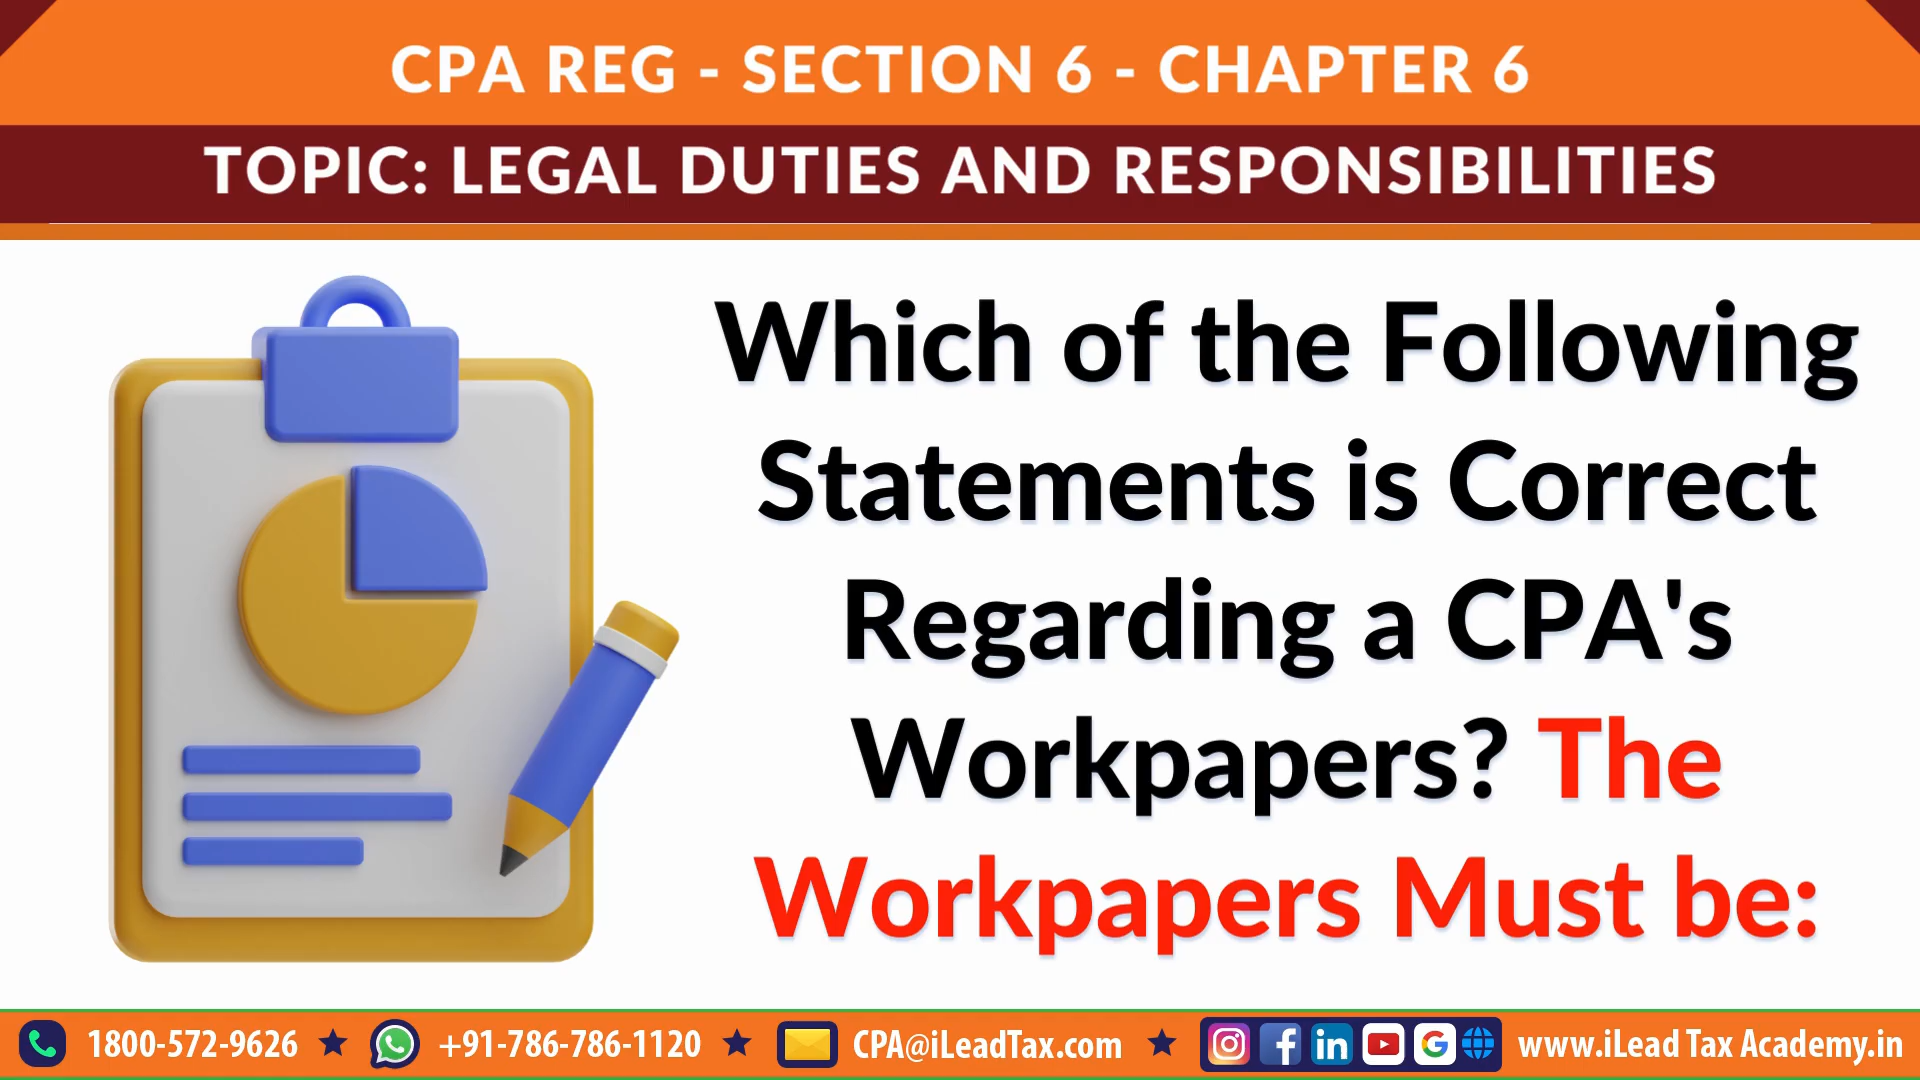 CPA REG - SECTION 6 - CHAPTER 6
TOPIC: LEGAL DUTIES AND RESPONSIBILITIES
Which of the Following
Statements is Correct
Regarding a CPA's
Workpapers? The
Workpapers Must be:
1800-572-9626 +91-786-786-1120 CPA@iLeadTax.com www.iLead Tax Academy.in